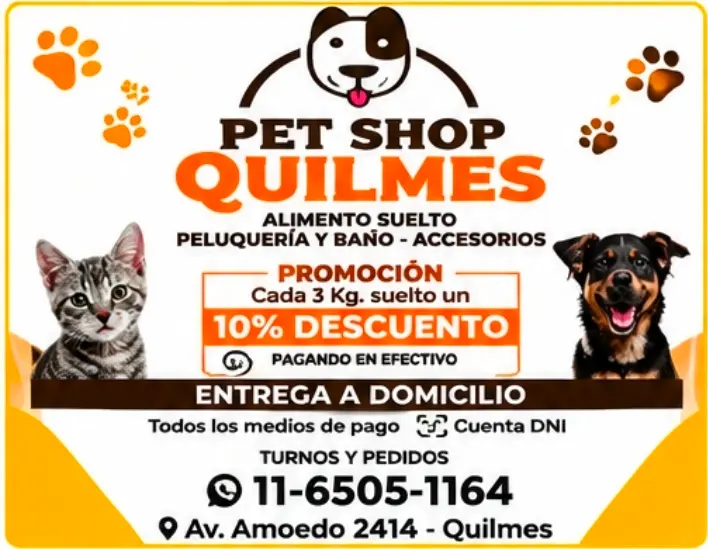 PET SHOP
QUILMES
ALIMENTO SUELTO
PELUQUERÍA Y BAÑO - ACCESORIOS
PROMOCIÓN
Cada 3 Kg. suelto un
10% DESCUENTO
PAGANDO EN EFECTIVO
ENTREGA A DOMICILIO
Todos los medios de pago Cuenta DNI
TURNOS Y PEDIDOS
11-6505-1164
Av. Amoedo 2414 - Quilmes